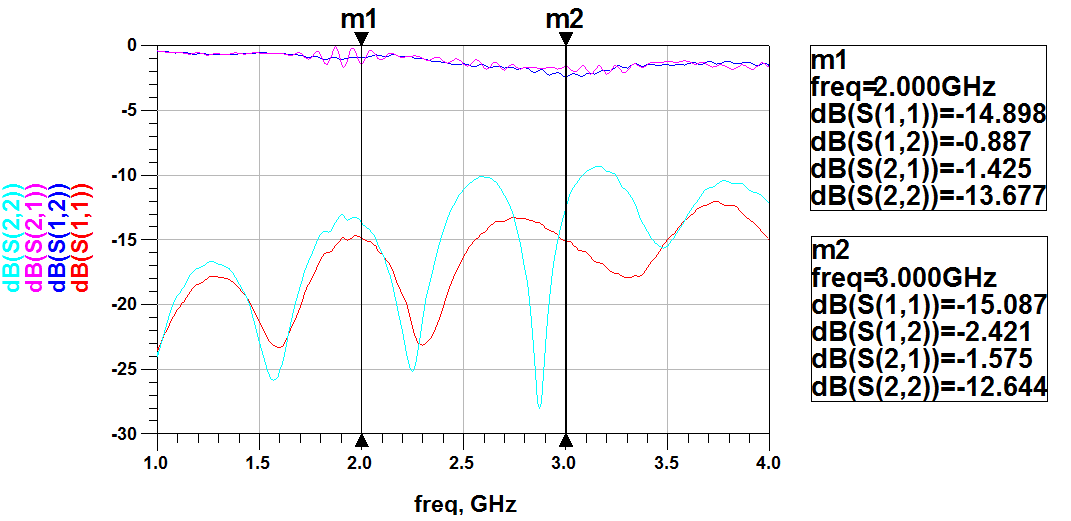 m1 m2
0
-5
-10
-15
-20
-25
-30
1.0 1.5 2.0 2.5 3.0 3.5 4.0
freq, GHz
dB(S(2,2))
dB(S(2,1))
dB(S(1,2))
dB(S(1,1))
m1
freq=2.000GHz
dB(S(1,1))=-14.898
dB(S(1,2))=-0.887
dB(S(2,1))=-1.425
dB(S(2,2))=-13.677
m2
freq=3.000GHz
dB(S(1,1))=-15.087
dB(S(1,2))=-2.421
dB(S(2,1))=-1.575
dB(S(2,2))=-12.644